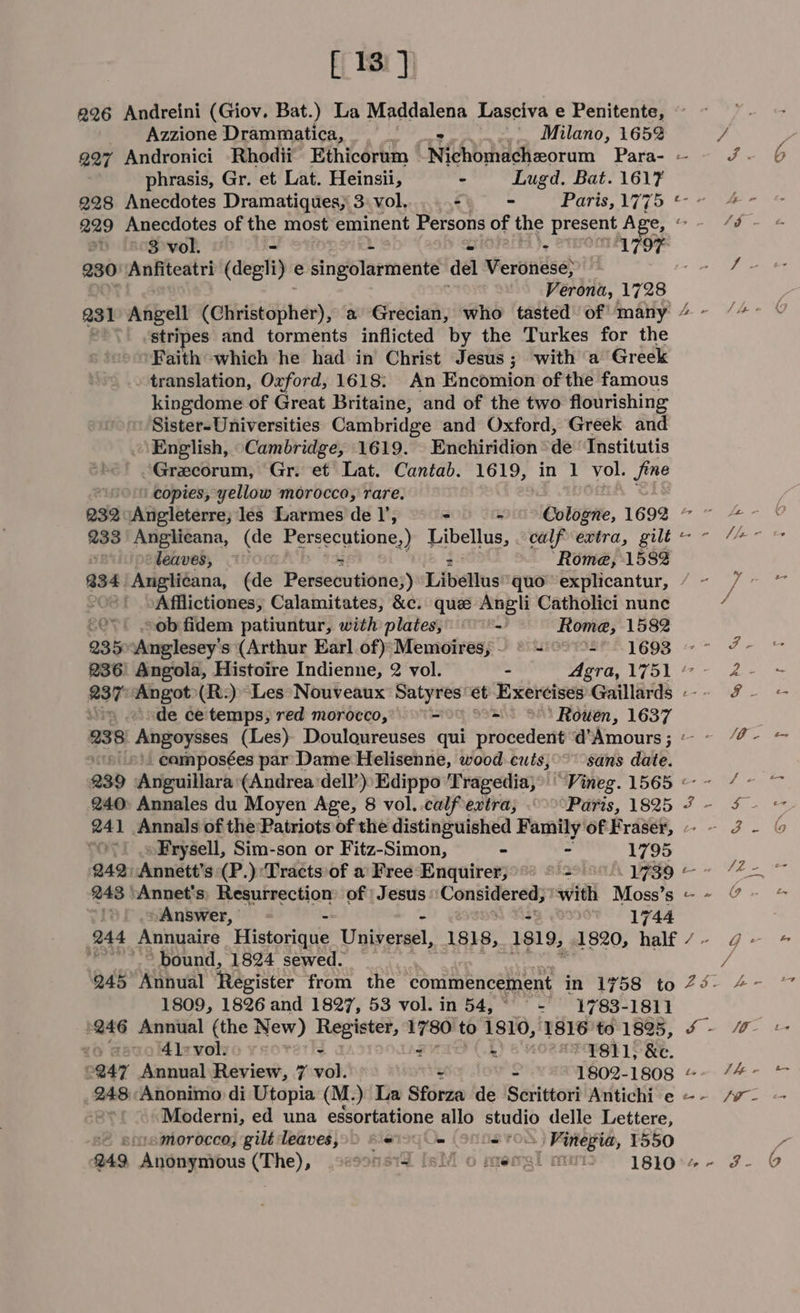 [ 13 ]
226 Andreini (Giov. Bat.) La Maddalena Lasciva e Penitente,
Azzione Drammatica, - Milano, 1652
227 Andronici Rhodii Ethicorum Nichomachæorum Para-
phrasis, Gr. et Lat. Heinsii, - Lugd. Bat. 1617
228 Anecdotes Dramatiques, 3 vol. - - Paris, 1775
229 Anecdotes of the most eminent Persons of the present Age,
3 vol. - - - - 1797
230 Anfiteatri (degli) e singolarmente del Veronese,
Verona, 1728
231 Angell (Christopher), a Grecian, who tasted of many
stripes and torments inflicted by the Turkes for the
Faith which he had in Christ Jesus; with a Greek
translation, Oxford, 1618. An Encomion of the famous
kingdome of Great Britaine, and of the two flourishing
Sister-Universities Cambridge and Oxford, Greek and
English, Cambridge, 1619. Enchiridion de Institutis
Græcorum, Gr. et Lat. Cantab. 1619, in 1 vol. fine
copies, yellow morocco, rare.
232 Angleterre, les Larmes de l', - - Cologne, 1692
233 Anglicana, (de Persecutione,) Libellus, calf extra, gilt
leaves, - - Rome, 1582
234 Anglicana, (de Persecutione,) Libellus quo explicantur,
Afflictiones, Calamitates, &c. quæ Angli Catholici nunc
ob fidem patiuntur, with plates, - Rome, 1582
235 Anglesey's (Arthur Earl of) Memoires, - - 1693
236 Angola, Histoire Indienne, 2 vol. - Agra, 1751
237 Angot (R.) Les Nouveaux Satyres et Exercises Gaillards
de ce temps, red morocco, - - Rouen, 1637
238 Angoysses (Les) Douloureuses qui procedent d'Amours;
composées par Dame Helisenne, wood cuts, sans date.
239 Anguillara (Andrea dell') Edippo Tragedia, Vineg. 1565
240 Annales du Moyen Age, 8 vol. calf extra, Paris, 1825
241 Annals of the Patriots of the distinguished Family of Fraser,
Frysell, Sim-son or Fitz-Simon, - - 1795
242 Annett's (P.) Tracts of a Free Enquirer, - 1739
243 Annet's Resurrection of Jesus Considered, with Moss's
Answer, - - - 1744
244 Annuaire Historique Universel, 1818, 1819, 1820, half
bound, 1824 sewed.
245 Annual Register from the commencement in 1758 to
1809, 1826 and 1827, 53 vol. in 54, - 1783-1811
246 Annual (the New) Register, 1780 to 1810, 1816 to 1825,
41 vol. - - - 1811, &c.
247 Annual Review, 7 vol. - - 1802-1808
248 Anonimo di Utopia (M.) La Sforza de Scrittori Antichi e
Moderni, ed una essortatione allo studio delle Lettere,
morocco, gilt leaves, - - Vinegia, 1550
249 Anonymous (The), 1810